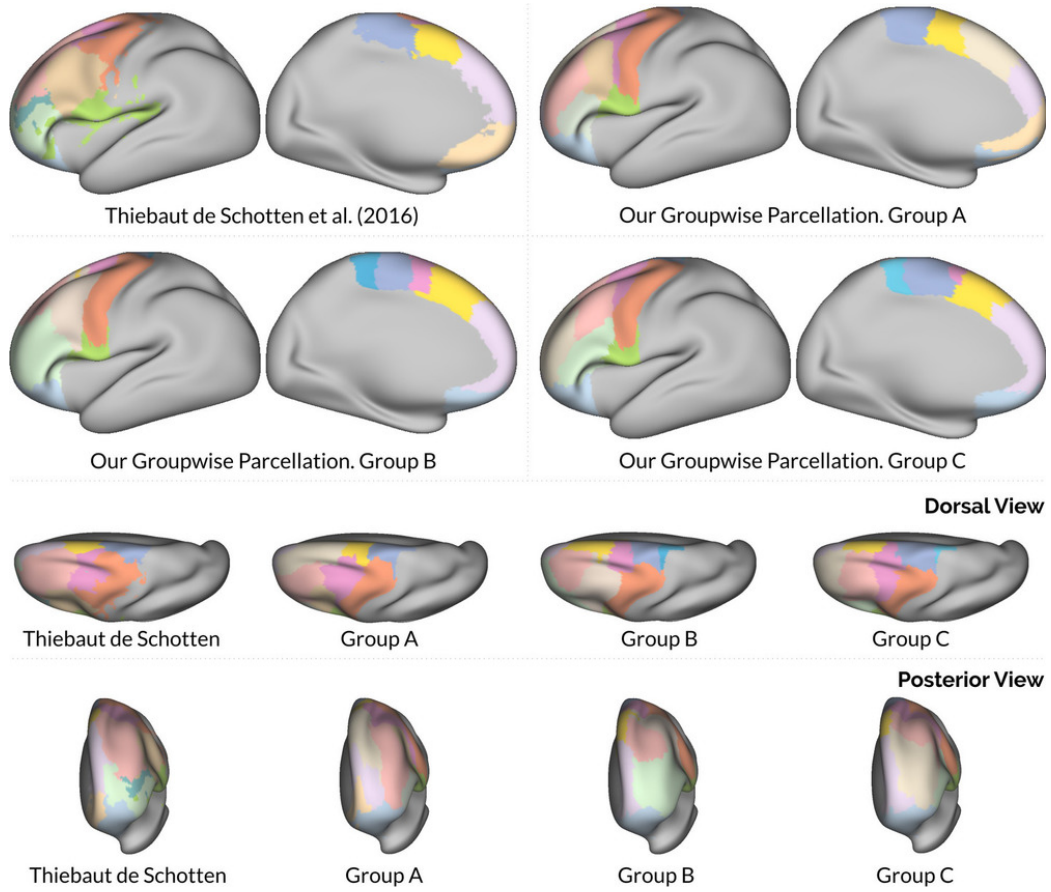 Thiebaut de Schotten et al. (2016)
Our Groupwise Parcellation. Group A
Our Groupwise Parcellation. Group B
Our Groupwise Parcellation. Group C
Dorsal View
Thiebaut de Schotten
Group A
Group B
Group C
Posterior View
Thiebaut de Schotten
Group A
Group B
Group C